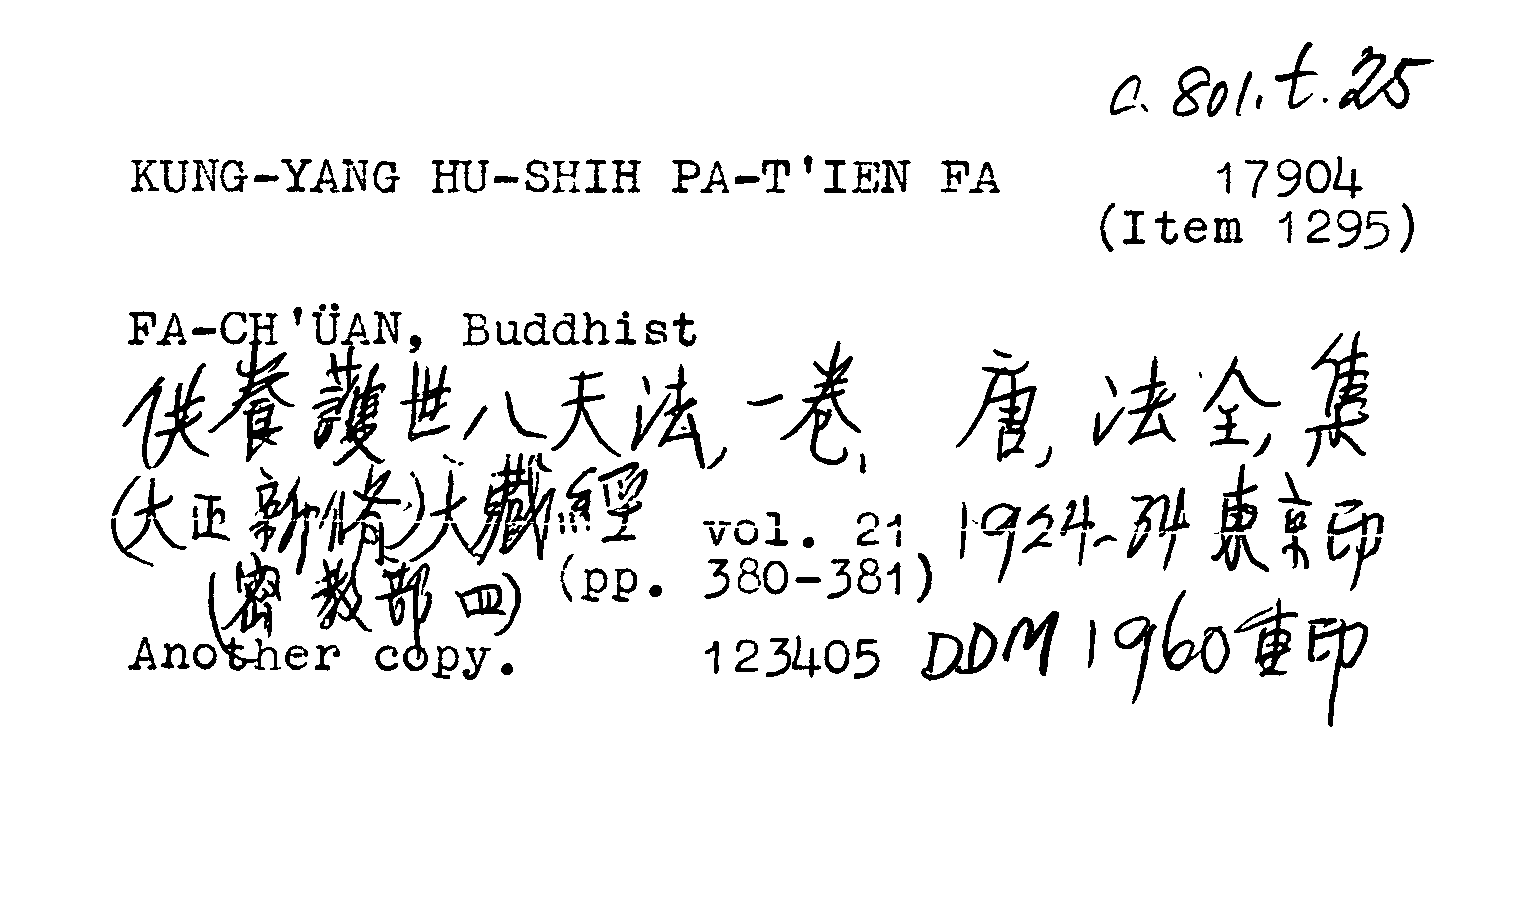 C. 801. t. 25
KUNG-YANG HU-SHIH PA-T'IEN FA 17904
(Item 1295)
FA-CH'ÜAN, Buddhist
供養護世八天法, 一卷, 唐, 法全, 集
(大正新脩)大藏經 vol. 21 1924-34 東京印
(密教部四) (pp. 380-381)
Another copy. 123405 DDM 1960 重印